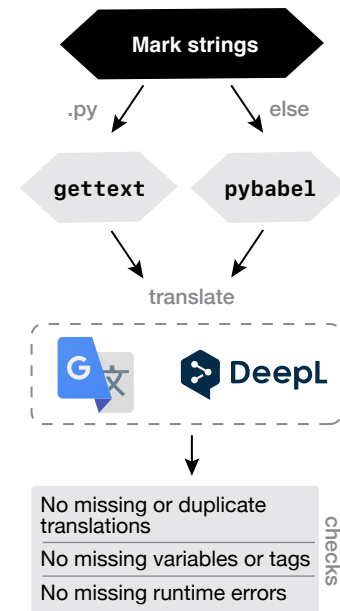 Mark strings
.py
else
gettext
pybabel
translate
G 文
DeepL
No missing or duplicate
translations
No missing variables or tags
No missing runtime errors
checks